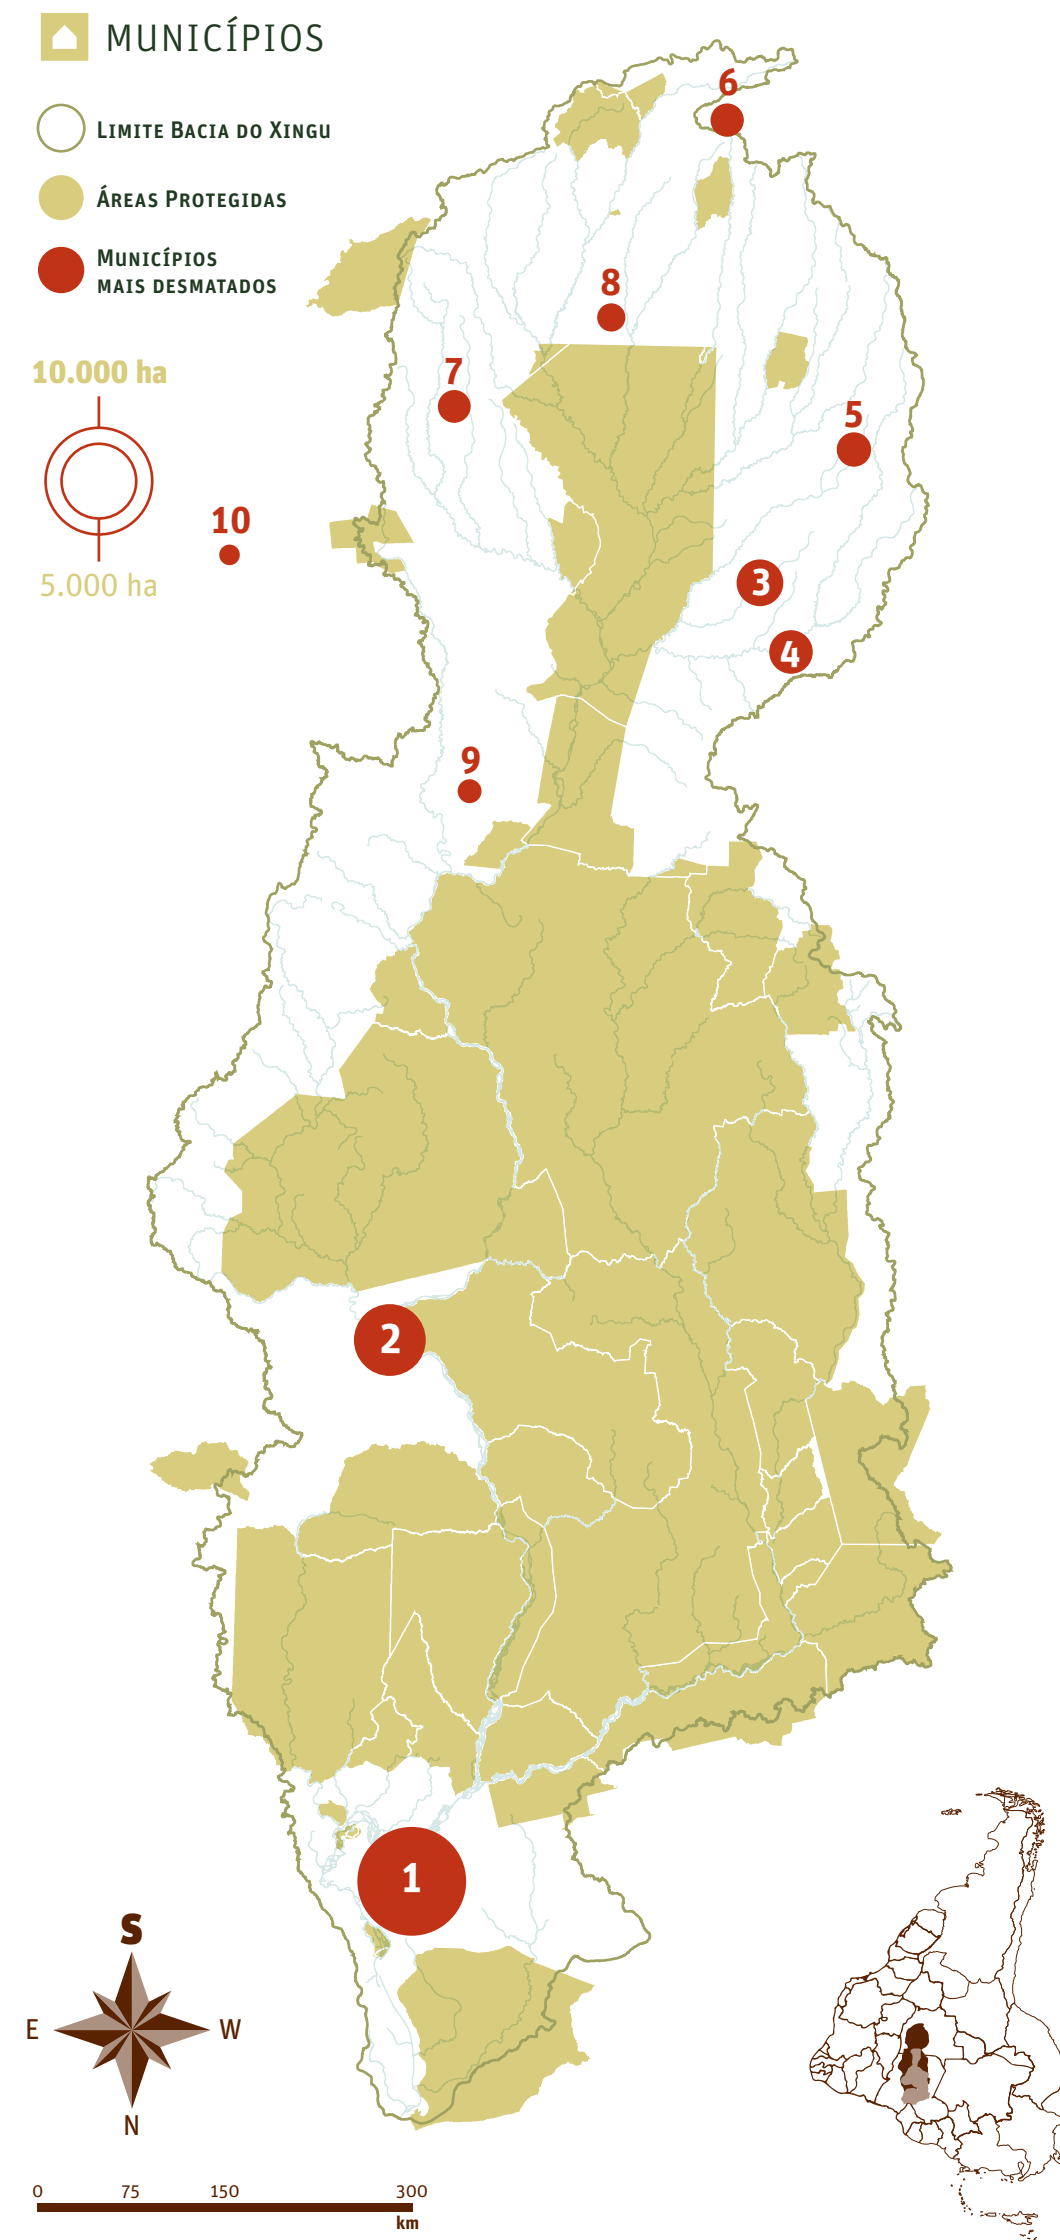 MUNICÍPIOS
LIMITE BACIA DO XINGU
ÁREAS PROTEGIDAS
MUNICÍPIOS
MAIS DESMATADOS
10.000 ha
5.000 ha
6
8
7
5
10
3
4
9
2
1
S
E
W
N
0 75 150 300
km